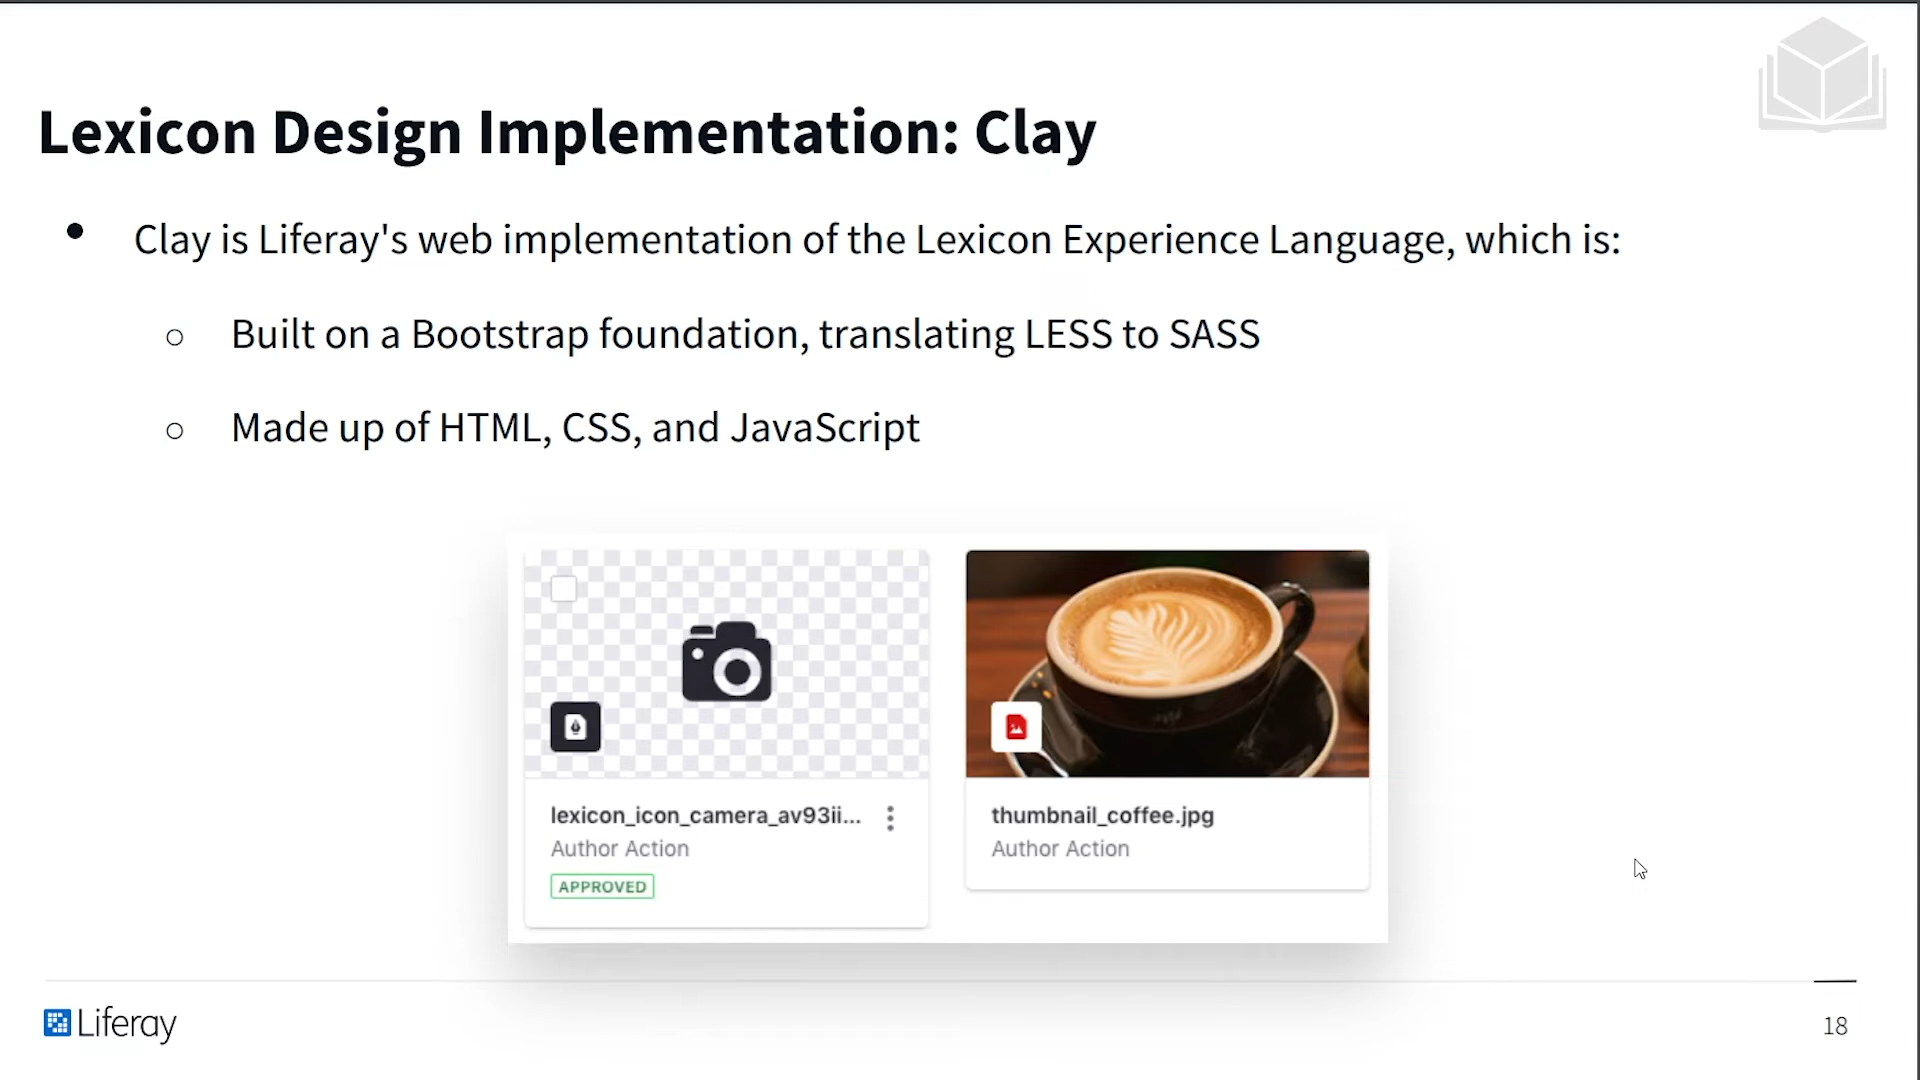 Lexicon Design Implementation: Clay
• Clay is Liferay's web implementation of the Lexicon Experience Language, which is:
○ Built on a Bootstrap foundation, translating LESS to SASS
○ Made up of HTML, CSS, and JavaScript
lexicon_icon_camera_av93ii...
Author Action
APPROVED
thumbnail_coffee.jpg
Author Action
Liferay
18